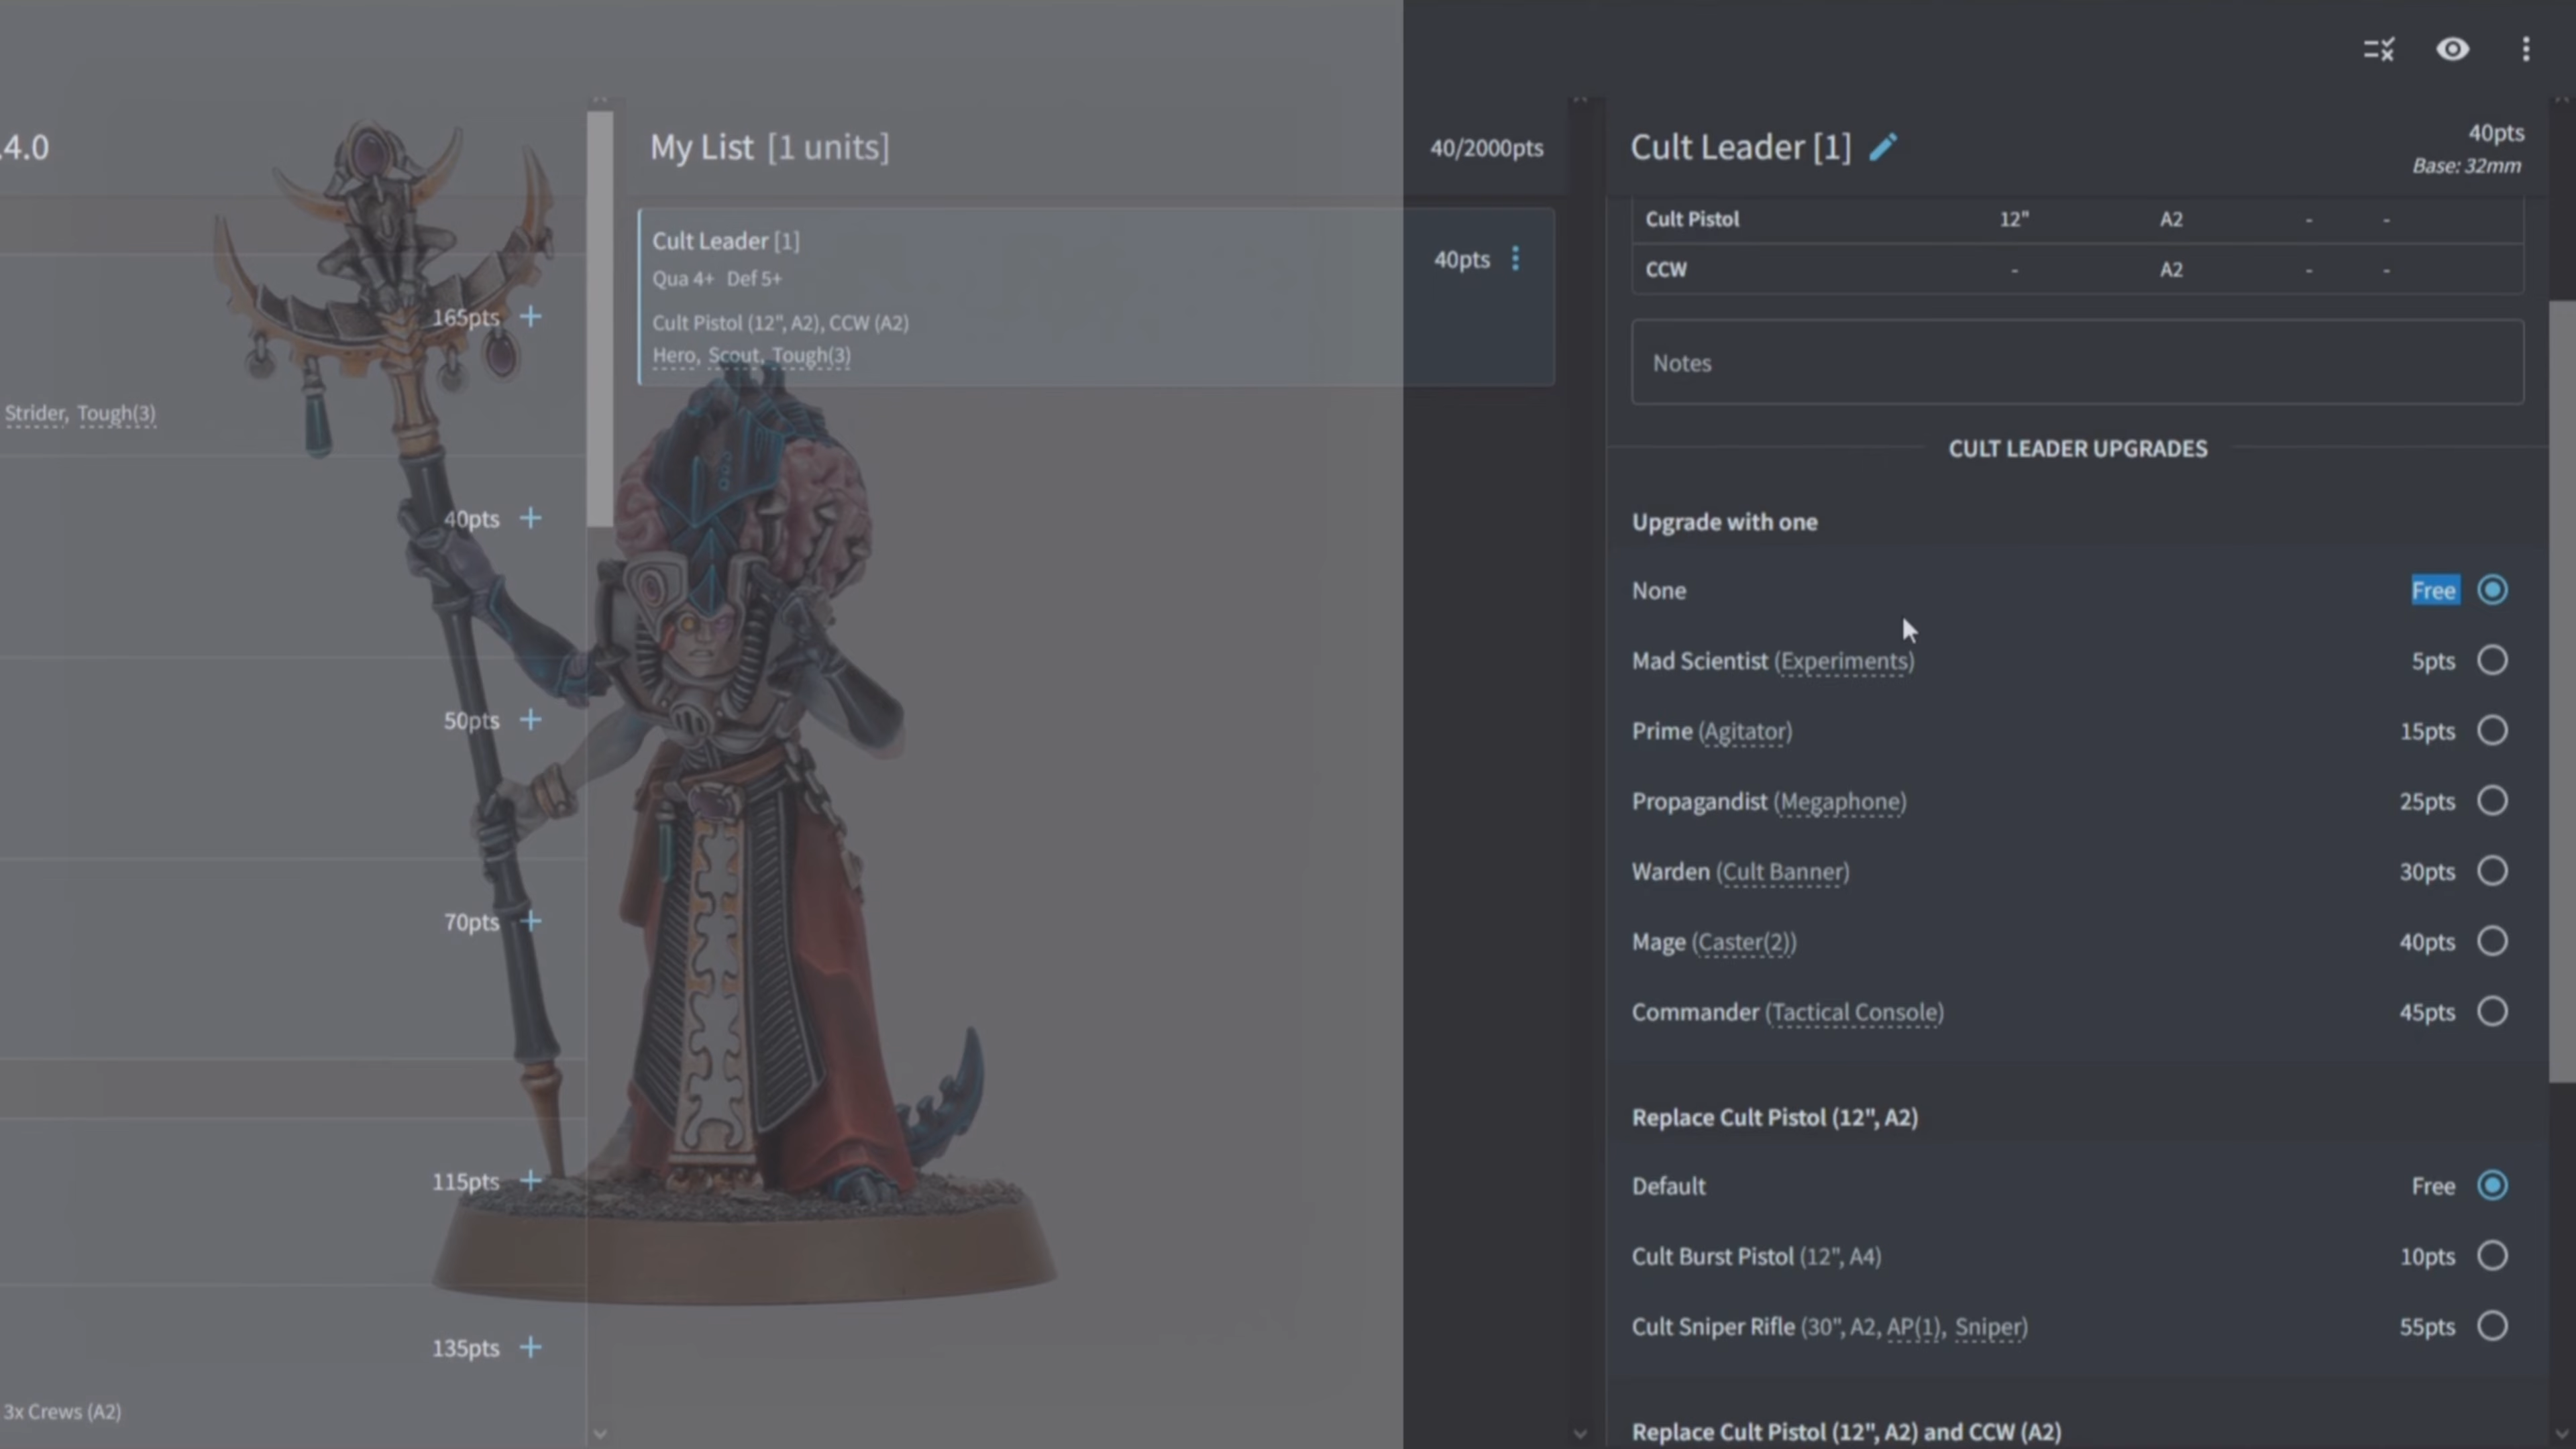 .4.0
165pts
Strider, Tough(3)
40pts
50pts
70pts
115pts
135pts
3x Crews (A2)
My List [1 units]
40/2000pts
Cult Leader [1]
40pts
Qua 4+ Def 5+
Cult Pistol (12", A2), CCW (A2)
Hero, Scout, Tough(3)
Cult Leader [1]
40pts
Base: 32mm
Cult Pistol 12" A2 - -
CCW - A2 - -
Notes
CULT LEADER UPGRADES
Upgrade with one
None Free
Mad Scientist (Experiments) 5pts
Prime (Agitator) 15pts
Propagandist (Megaphone) 25pts
Warden (Cult Banner) 30pts
Mage (Caster(2)) 40pts
Commander (Tactical Console) 45pts
Replace Cult Pistol (12", A2)
Default Free
Cult Burst Pistol (12", A4) 10pts
Cult Sniper Rifle (30", A2, AP(1), Sniper) 55pts
Replace Cult Pistol (12", A2) and CCW (A2)